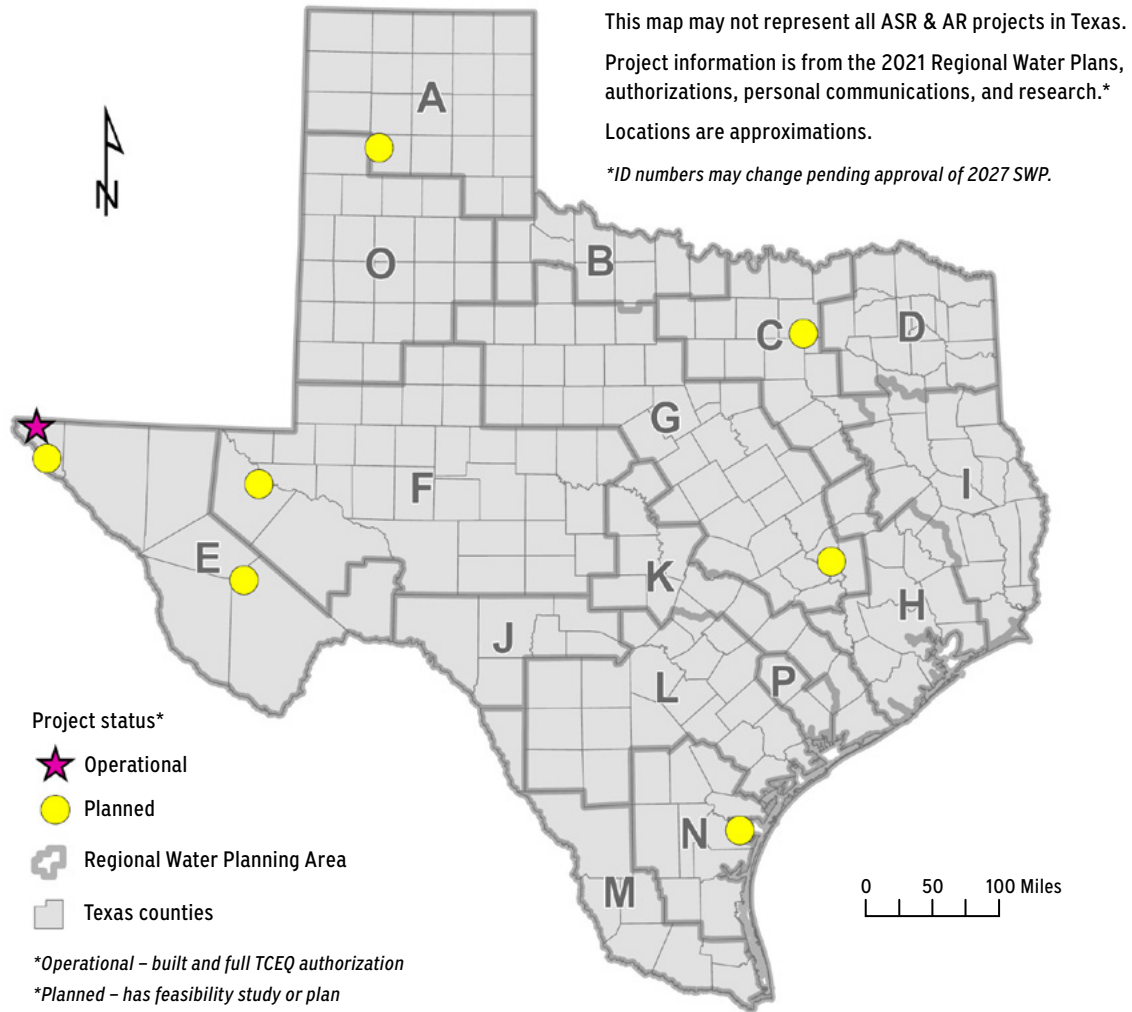 This map may not represent all ASR & AR projects in Texas.
Project information is from the 2021 Regional Water Plans,
authorizations, personal communications, and research.*
Locations are approximations.
*ID numbers may change pending approval of 2027 SWP.
N
A
O
B
C
D
G
F
I
E
K
H
J
L
P
N
M
Project status*
Operational
Planned
Regional Water Planning Area
Texas counties
*Operational – built and full TCEQ authorization
*Planned – has feasibility study or plan
0 50 100 Miles